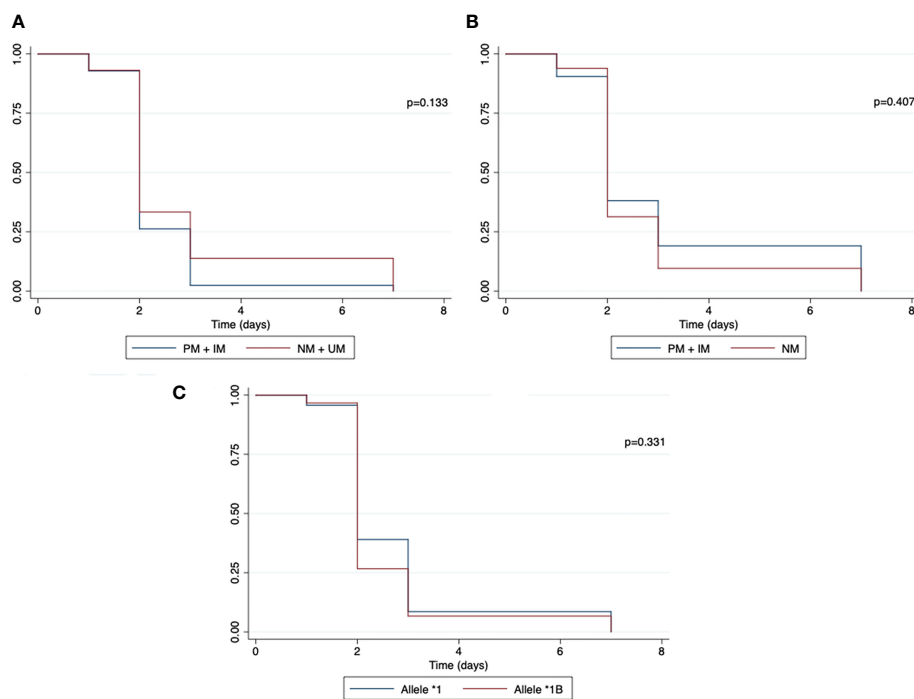 A
1.00
0.75
0.50
0.25
0.00
p=0.133
0 2 4 6 8
Time (days)
PM + IM NM + UM
B
1.00
0.75
0.50
0.25
0.00
p=0.407
0 2 4 6 8
Time (days)
PM + IM NM
C
1.00
0.75
0.50
0.25
0.00
p=0.331
0 2 4 6 8
Time (days)
Allele *1 Allele *1B